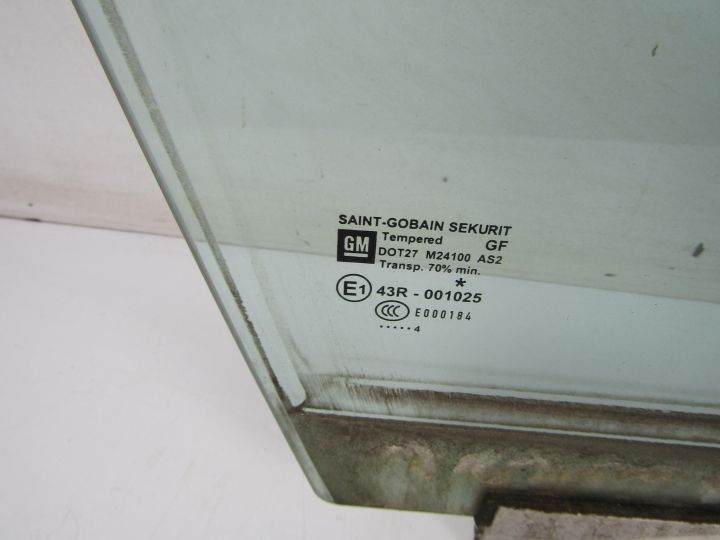 SAINT-GOBAIN SEKURIT
GM Tempered GF
DOT27 M24100 AS2
Transp. 70% min.
*
E1 43R - 001025
CCC E000184
..... 4